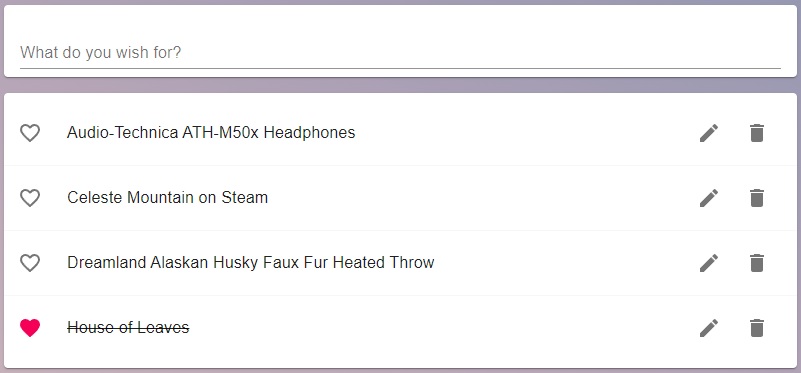 What do you wish for?
Audio-Technica ATH-M50x Headphones
Celeste Mountain on Steam
Dreamland Alaskan Husky Faux Fur Heated Throw
House of Leaves